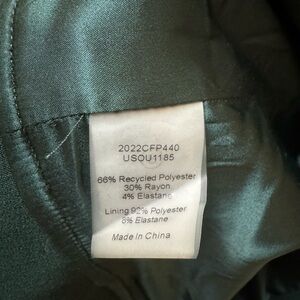 2022CFP440
USOU1185
66% Recycled Polyester
30% Rayon
4% Elastane
Lining 92% Polyester
8% Elastane
Made in China